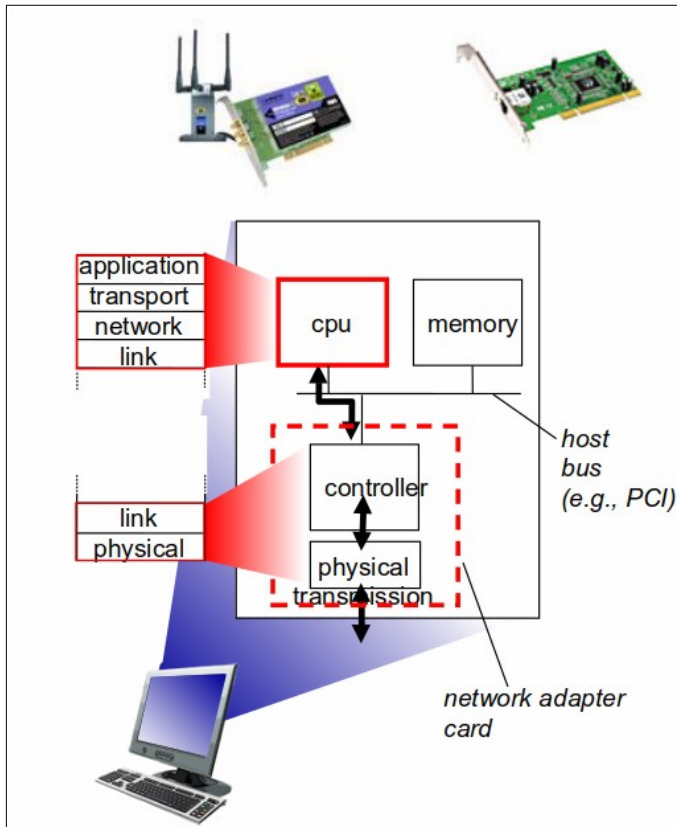 application
transport
network
link
cpu
memory
host
bus
(e.g., PCI)
controller
link
physical
physical
transmission
network adapter
card